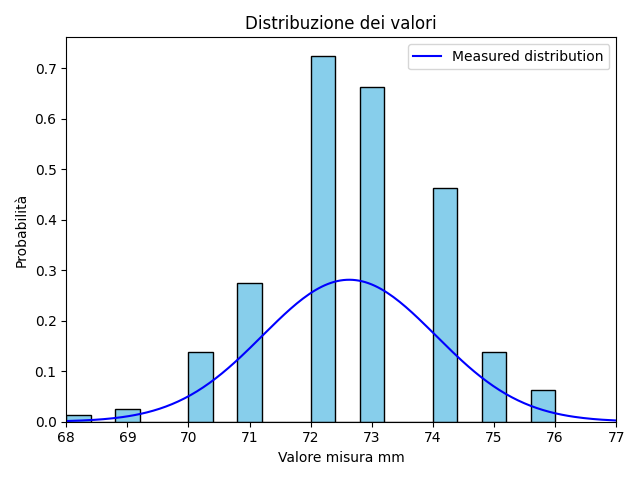 Distribuzione dei valori
Measured distribution
0.7
0.6
0.5
0.4
0.3
0.2
0.1
0.0
Probabilità
68 69 70 71 72 73 74 75 76 77
Valore misura mm